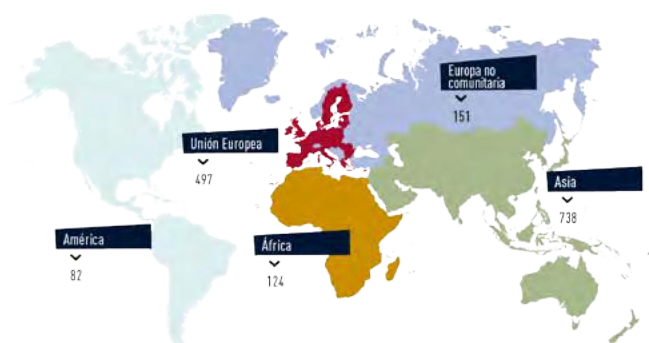 Europa no
comunitaria
151
Unión Europea
497
Asia
738
América
82
África
124